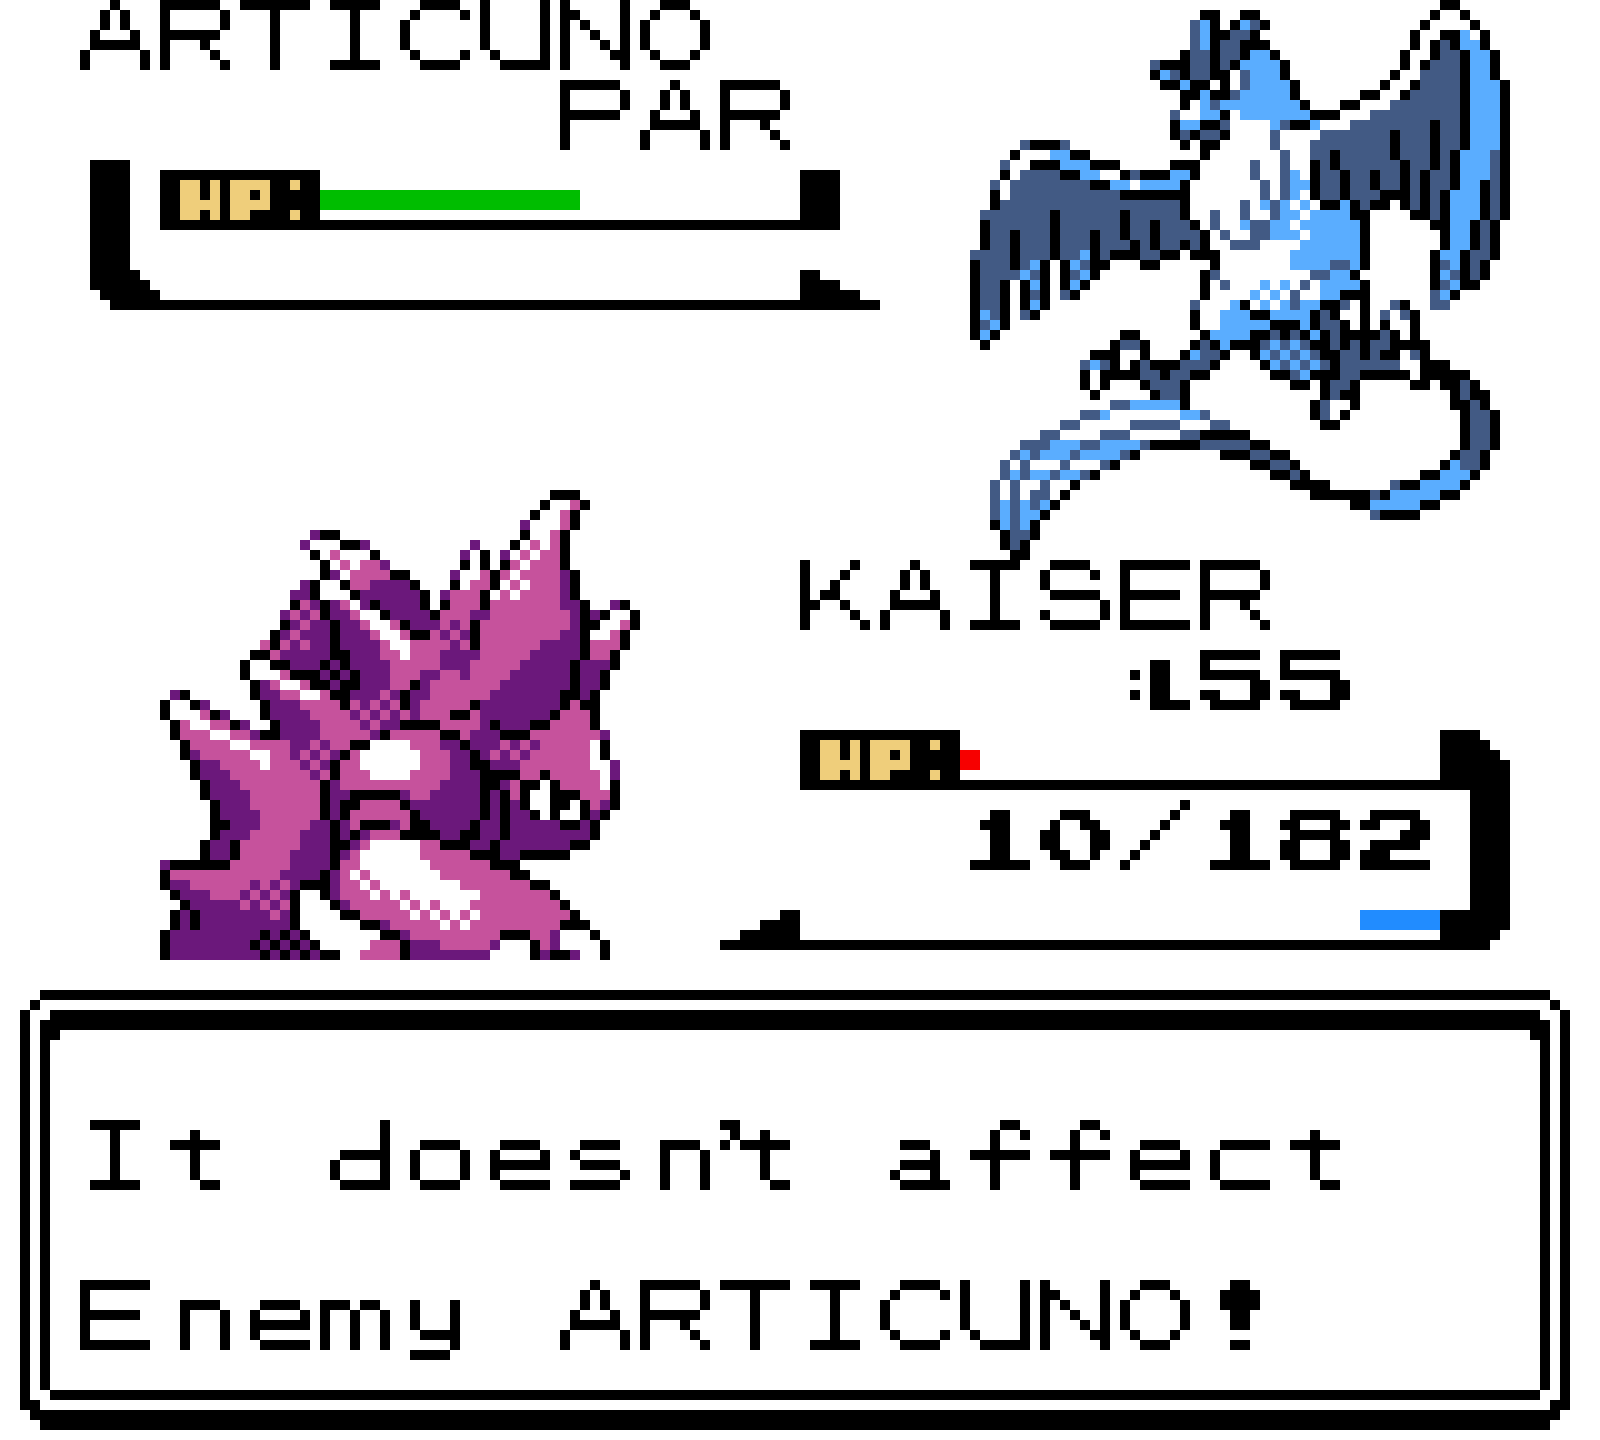 ARTICUNO
PAR
HP:
KAISER
:L55
HP:
10/182
It doesn't affect
Enemy ARTICUNO!